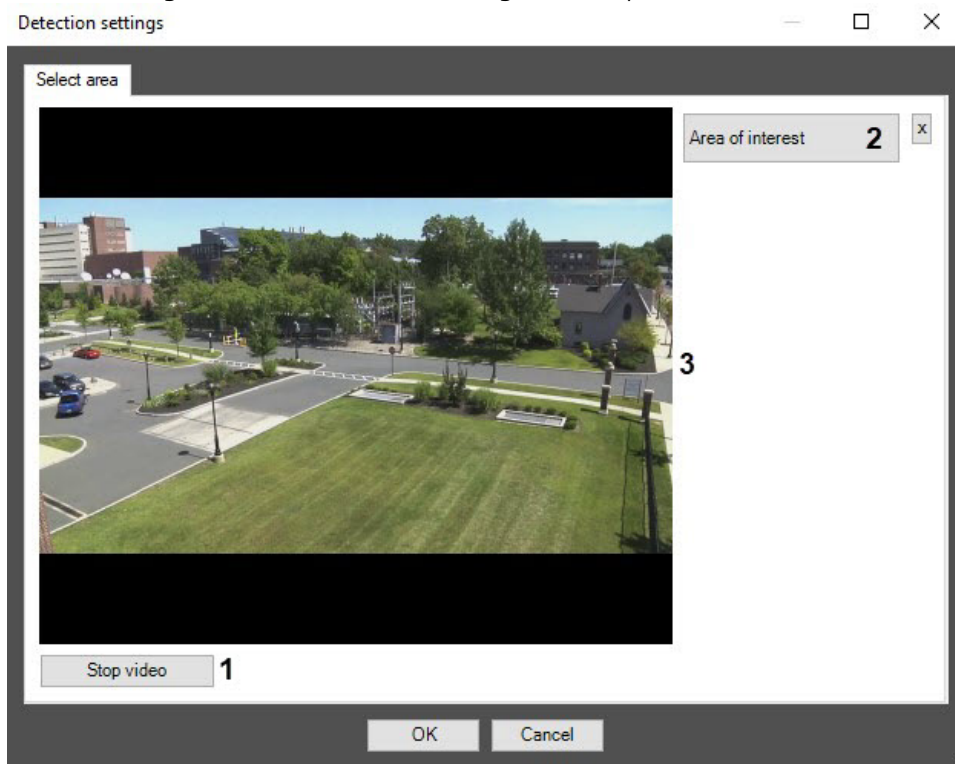 Detection settings
Select area
Area of interest 2 x
3
Stop video 1
OK Cancel